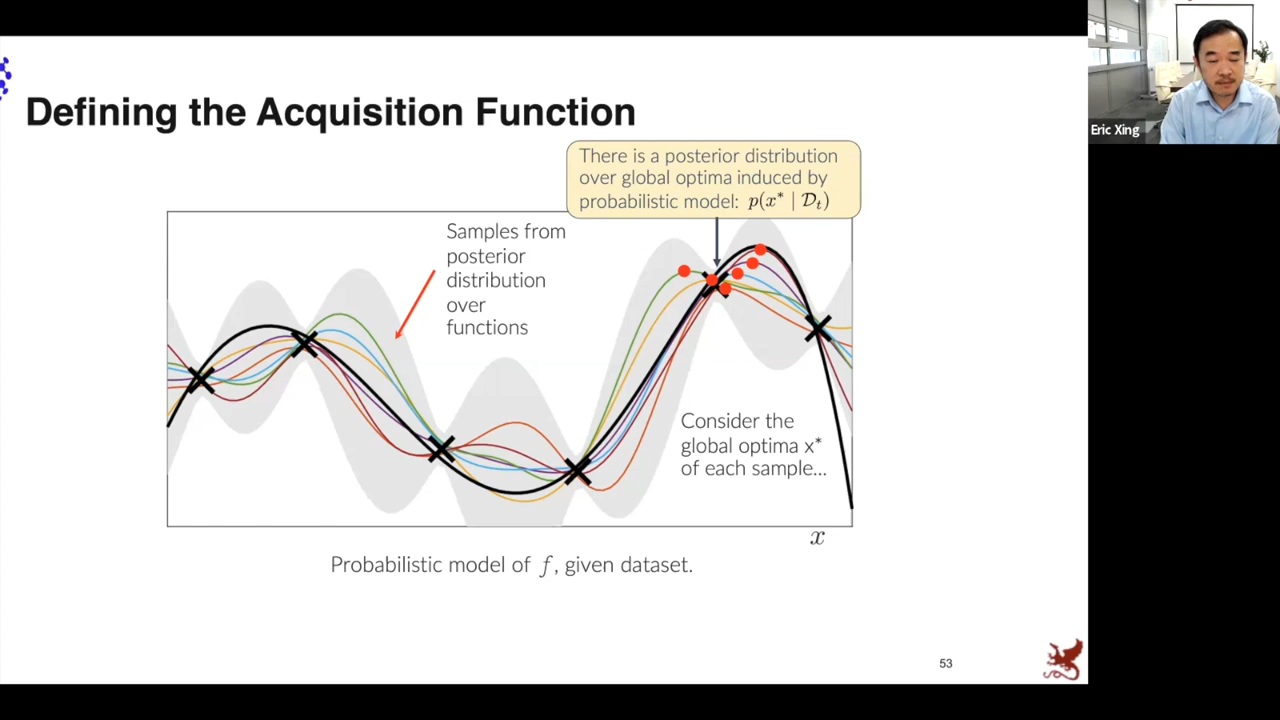 Eric Xing
Defining the Acquisition Function
There is a posterior distribution
over global optima induced by
probabilistic model: p(x* | 𝒟ₜ)
Samples from
posterior
distribution
over
functions
Consider the
global optima x*
of each sample...
x
Probabilistic model of f, given dataset.
53